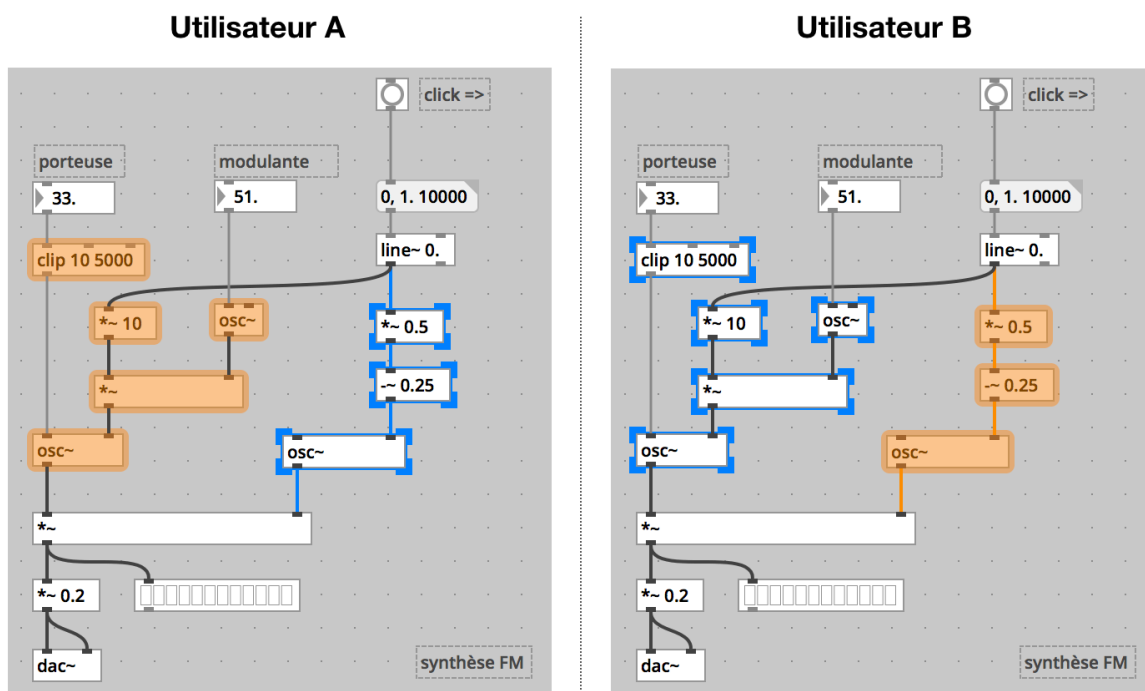 Utilisateur A
click =>
porteuse
modulante
33.
51.
0, 1. 10000
line~ 0.
clip 10 5000
*~ 10
osc~
*~ 0.5
*~
-~ 0.25
osc~
osc~
*~
*~ 0.2
dac~
synthèse FM
Utilisateur B
click =>
porteuse
modulante
33.
51.
0, 1. 10000
line~ 0.
clip 10 5000
*~ 10
osc~
*~ 0.5
*~
-~ 0.25
osc~
osc~
*~
*~ 0.2
dac~
synthèse FM